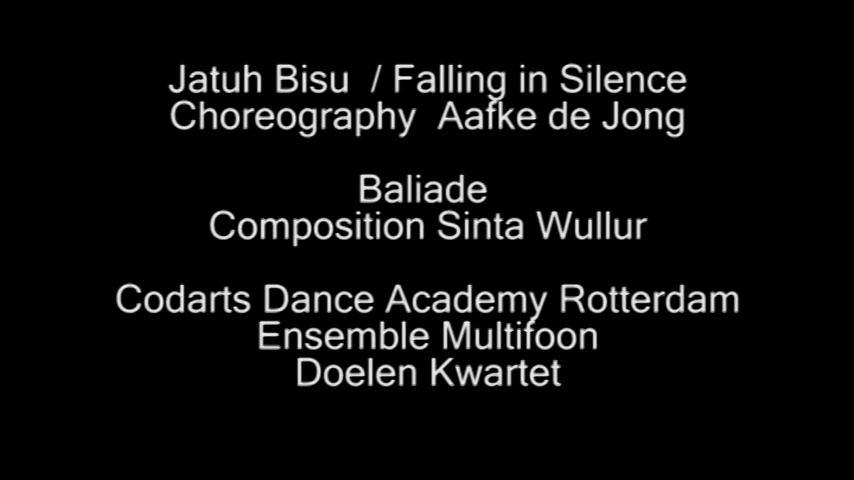 Jatuh Bisu / Falling in Silence
Choreography Aafke de Jong
Baliade
Composition Sinta Wullur
Codarts Dance Academy Rotterdam
Ensemble Multifoon
Doelen Kwartet